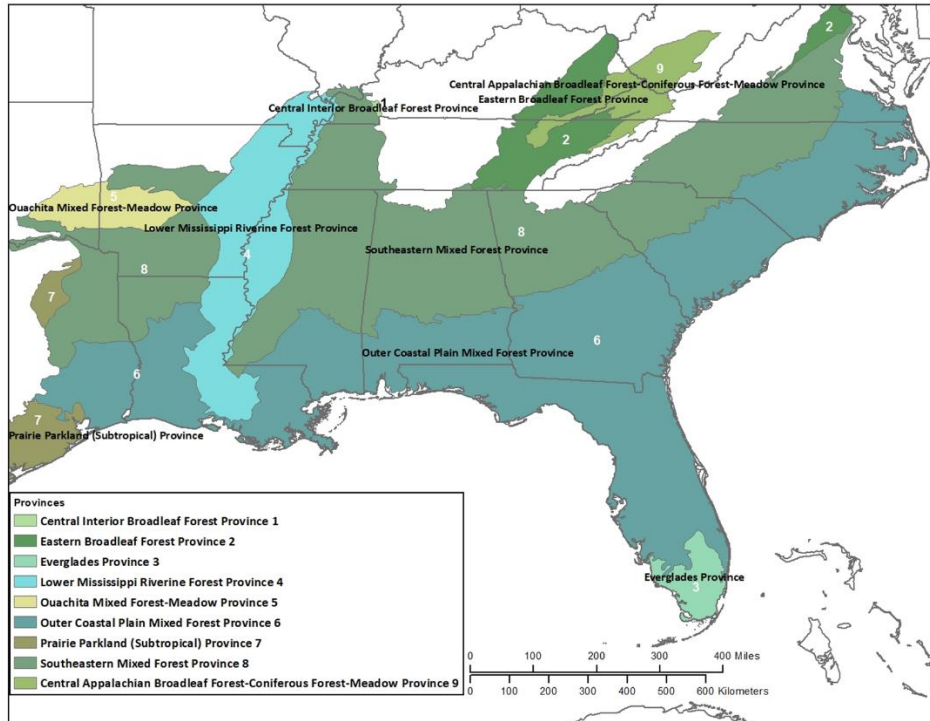 2
9
Central Appalachian Broadleaf Forest-Coniferous Forest-Meadow Province
Eastern Broadleaf Forest Province
1
Central Interior Broadleaf Forest Province
2
5
Ouachita Mixed Forest-Meadow Province
Lower Mississippi Riverine Forest Province
8
Southeastern Mixed Forest Province
4
8
7
6
Outer Coastal Plain Mixed Forest Province
6
7
Prairie Parkland (Subtropical) Province
Everglades Province
3
Provinces
Central Interior Broadleaf Forest Province 1
Eastern Broadleaf Forest Province 2
Everglades Province 3
Lower Mississippi Riverine Forest Province 4
Ouachita Mixed Forest-Meadow Province 5
Outer Coastal Plain Mixed Forest Province 6
Prairie Parkland (Subtropical) Province 7
Southeastern Mixed Forest Province 8
Central Appalachian Broadleaf Forest-Coniferous Forest-Meadow Province 9
0 100 200 300 400 Miles
0 100 200 300 400 500 600 Kilometers